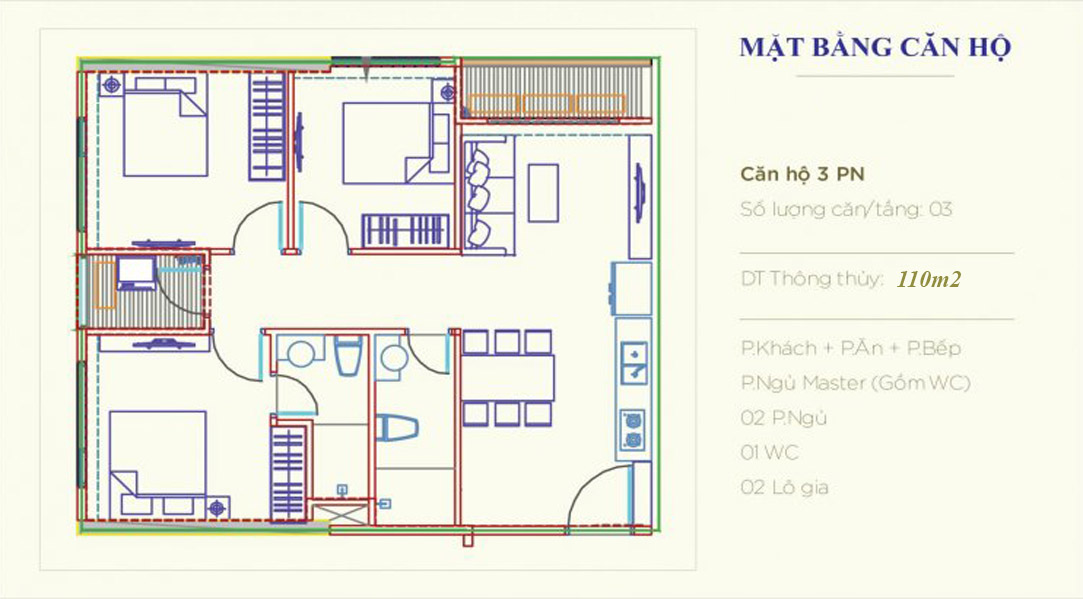 MẶT BẰNG CĂN HỘ
Căn hộ 3 PN
Số lượng căn/tầng: 03
DT Thông thủy: 110m2
P.Khách + P.Ăn + P.Bếp
P.Ngủ Master (Gồm WC)
02 P.Ngủ
01 WC
02 Lô gia